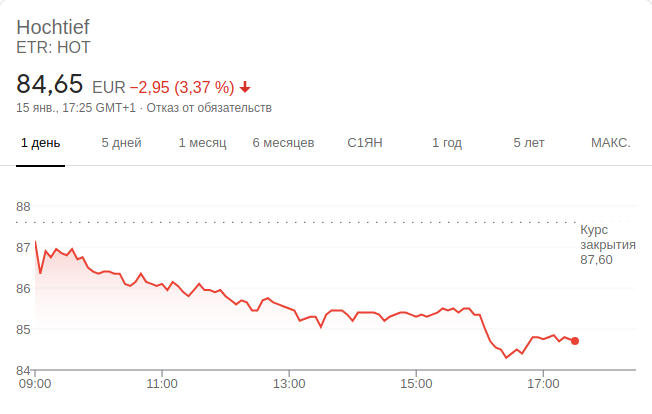 Hochtief
ETR: HOT
84,65 EUR −2,95 (3,37 %)
15 янв., 17:25 GMT+1 · Отказ от обязательств
1 день 5 дней 1 месяц 6 месяцев С1ЯН 1 год 5 лет МАКС.
88
Курс
закрытия
87,60
87
86
85
84
09:00 11:00 13:00 15:00 17:00